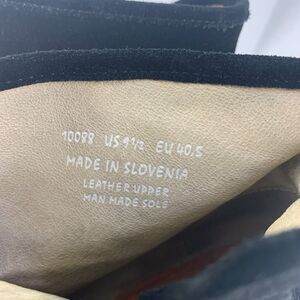 10088 US 9½ EU 40.5
MADE IN SLOVENIA
LEATHER UPPER
MAN MADE SOLE